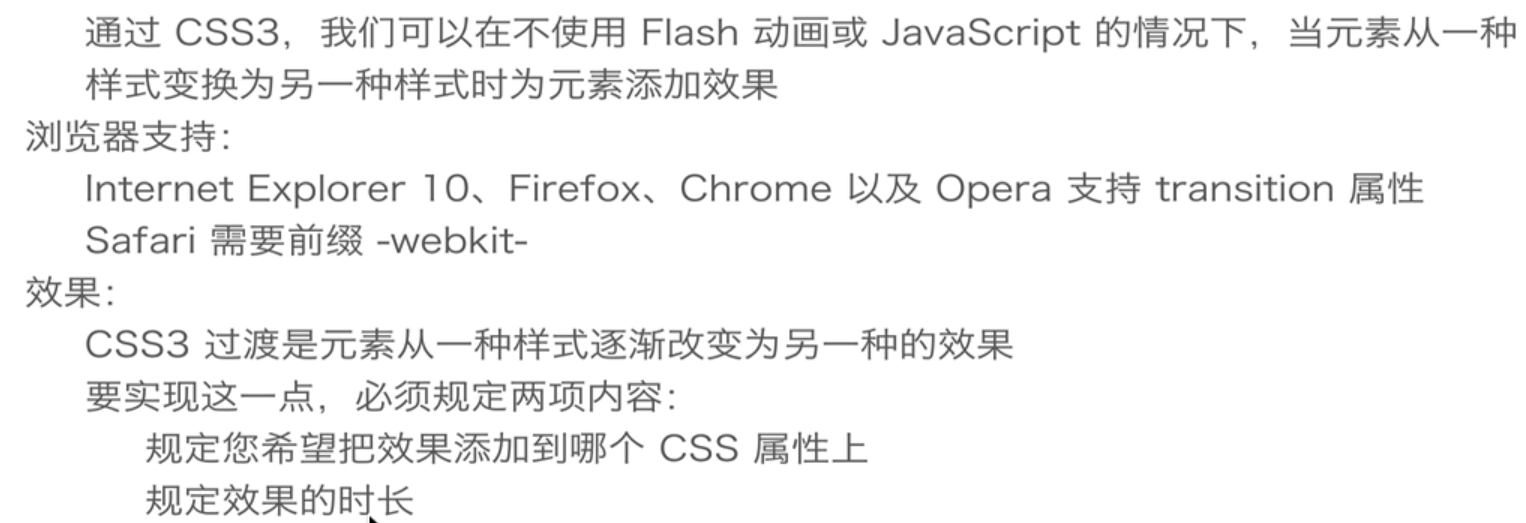 通过 CSS3，我们可以在不使用 Flash 动画或 JavaScript 的情况下，当元素从一种
样式变换为另一种样式时为元素添加效果
浏览器支持：
Internet Explorer 10、Firefox、Chrome 以及 Opera 支持 transition 属性
Safari 需要前缀 -webkit-
效果：
CSS3 过渡是元素从一种样式逐渐改变为另一种的效果
要实现这一点，必须规定两项内容：
规定您希望把效果添加到哪个 CSS 属性上
规定效果的时长